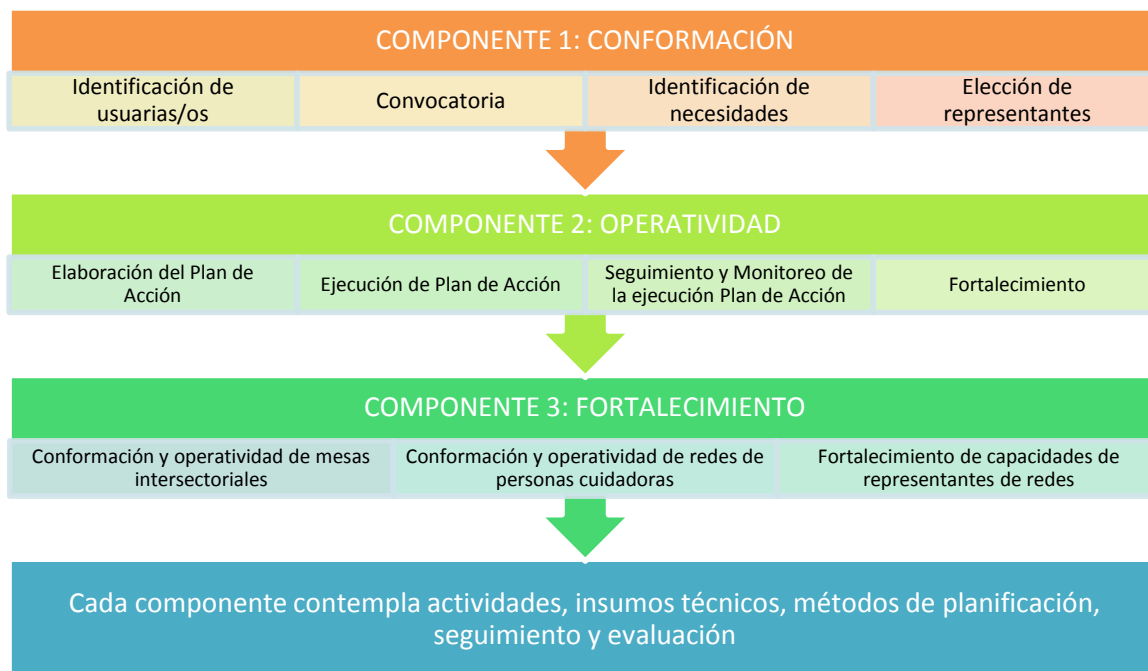 COMPONENTE 1: CONFORMACIÓN
Identificación de
usuarias/os
Convocatoria
Identificación de
necesidades
Elección de
representantes
COMPONENTE 2: OPERATIVIDAD
Elaboración del Plan de
Acción
Ejecución de Plan de Acción
Seguimiento y Monitoreo de
la ejecución Plan de Acción
Fortalecimiento
COMPONENTE 3: FORTALECIMIENTO
Conformación y operatividad de mesas
intersectoriales
Conformación y operatividad de redes de
personas cuidadoras
Fortalecimiento de capacidades de
representantes de redes
Cada componente contempla actividades, insumos técnicos, métodos de planificación,
seguimiento y evaluación